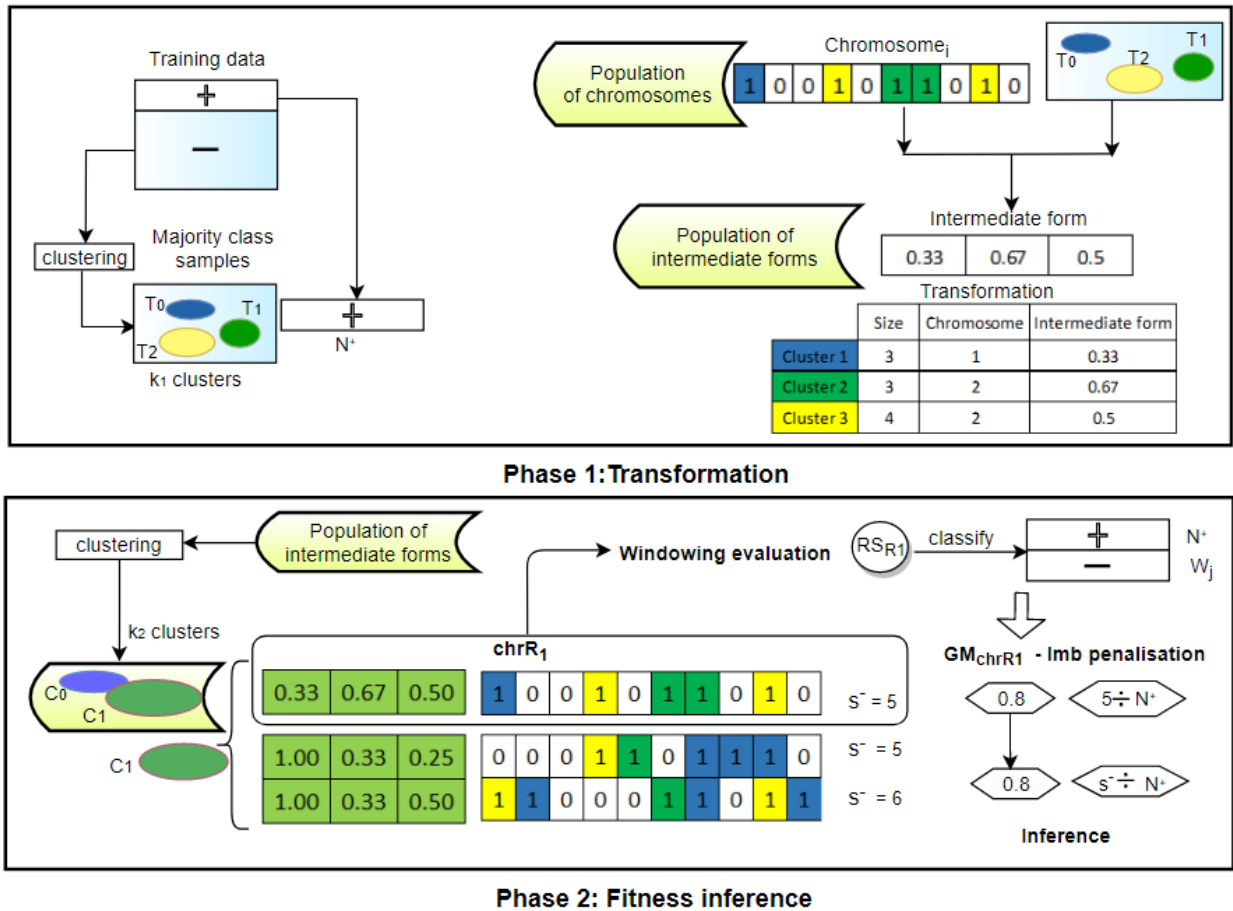 Training data
+
−
clustering
Majority class
samples
T0
T1
T2
k1 clusters
+
N+
Population
of chromosomes
Chromosomei
1 0 0 1 0 1 1 0 1 0
T0
T2
T1
Population of
intermediate forms
Intermediate form
0.33 0.67 0.5
Transformation
Size Chromosome Intermediate form
Cluster 1 3 1 0.33
Cluster 2 3 2 0.67
Cluster 3 4 2 0.5
Phase 1:Transformation
clustering
Population of
intermediate forms
k2 clusters
C0
C1
C1
Windowing evaluation
RSR1
classify
+
−
N+
Wj
chrR1
0.33 0.67 0.50 1 0 0 1 0 1 1 0 1 0 s- = 5
1.00 0.33 0.25 0 0 0 1 1 0 1 1 1 0 s- = 5
1.00 0.33 0.50 1 1 0 0 0 1 1 0 1 1 s- = 6
GMchrR1 - Imb penalisation
0.8 5÷ N+
0.8 s- ÷ N+
Inference
Phase 2: Fitness inference